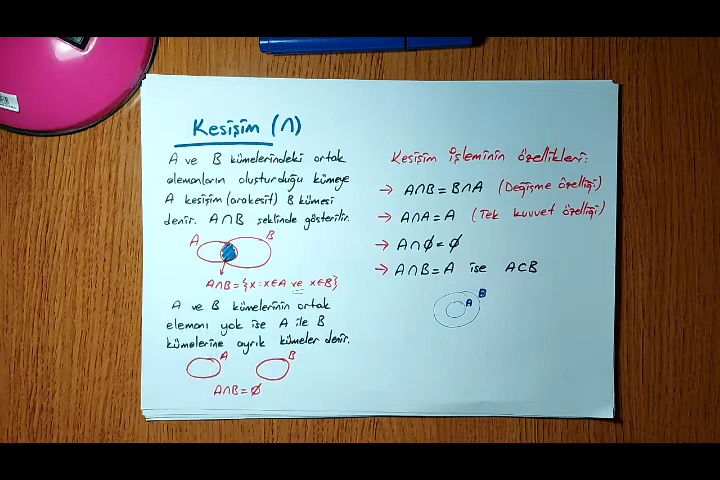 Kesişim (∩)
A ve B kümelerindeki ortak
elemanların oluşturduğu kümeye
A kesişim (arakesit) B kümesi
denir. A∩B şeklinde gösterilir.
A B
A∩B = {x : x∈A ve x∈B}
A ve B kümelerinin ortak
elemanı yok ise A ile B
kümelerine ayrık kümeler denir.
A B
A∩B = ∅
Kesişim işleminin özellikleri:
→ A∩B = B∩A (Değişme özelliği)
→ A∩A = A (Tek kuvvet özelliği)
→ A∩∅ = ∅
→ A∩B = A ise A⊂B
B
A